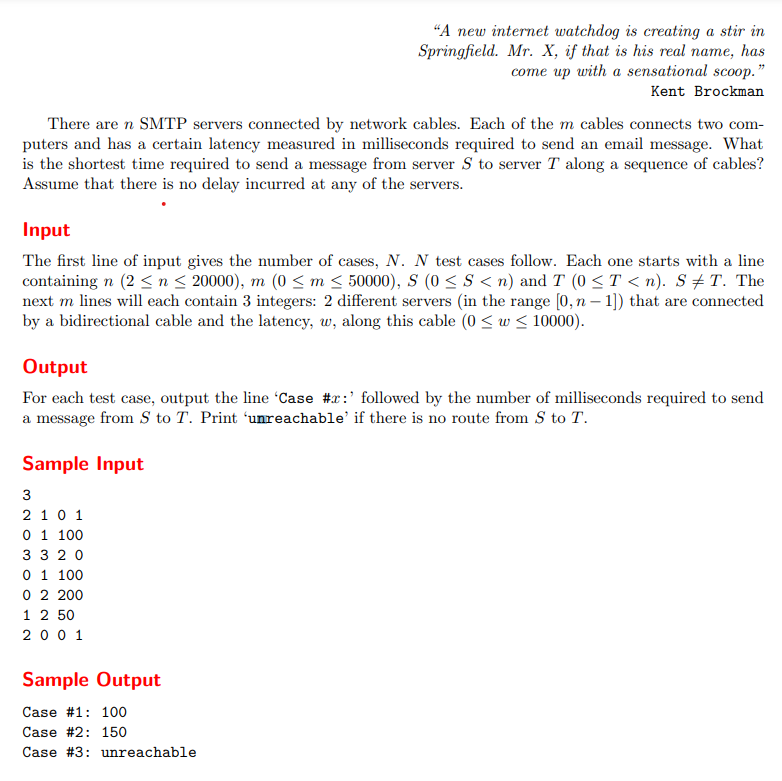 “A new internet watchdog is creating a stir in
Springfield. Mr. X, if that is his real name, has
come up with a sensational scoop.”
Kent Brockman
There are n SMTP servers connected by network cables. Each of the m cables connects two com-
puters and has a certain latency measured in milliseconds required to send an email message. What
is the shortest time required to send a message from server S to server T along a sequence of cables?
Assume that there is no delay incurred at any of the servers.
Input
The first line of input gives the number of cases, N. N test cases follow. Each one starts with a line
containing n (2 ≤ n ≤ 20000), m (0 ≤ m ≤ 50000), S (0 ≤ S < n) and T (0 ≤ T < n). S ≠ T. The
next m lines will each contain 3 integers: 2 different servers (in the range [0, n − 1]) that are connected
by a bidirectional cable and the latency, w, along this cable (0 ≤ w ≤ 10000).
Output
For each test case, output the line ‘Case #x:’ followed by the number of milliseconds required to send
a message from S to T. Print ‘unreachable’ if there is no route from S to T.
Sample Input
3
2 1 0 1
0 1 100
3 3 2 0
0 1 100
0 2 200
1 2 50
2 0 0 1
Sample Output
Case #1: 100
Case #2: 150
Case #3: unreachable